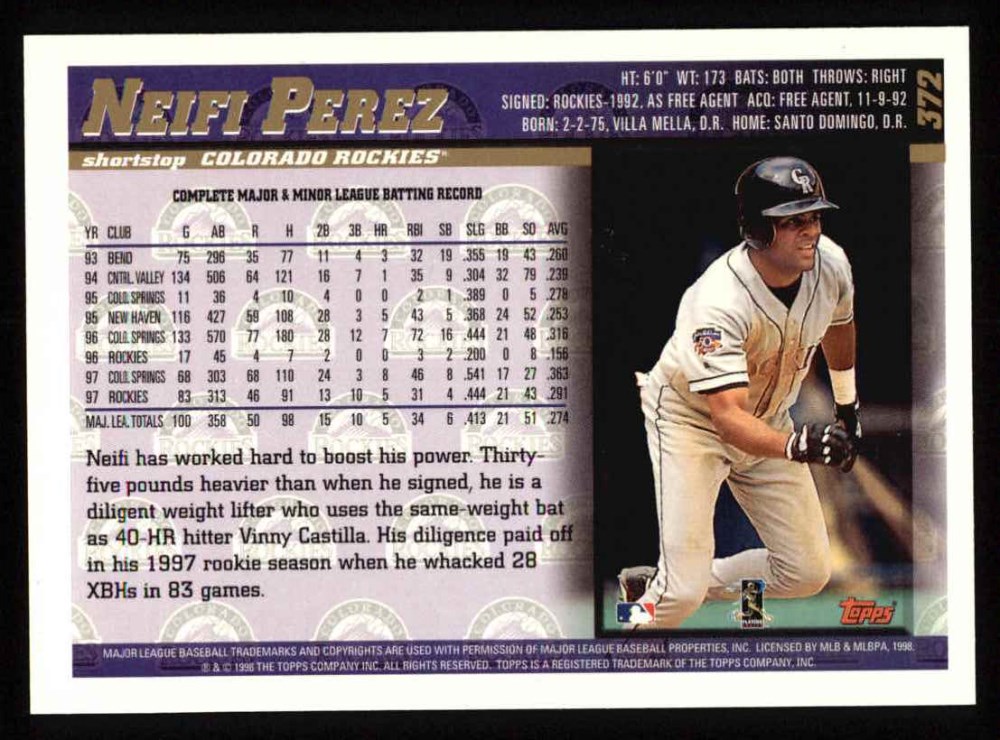 NEIFI PEREZ
HT: 6'0" WT: 173 BATS: BOTH THROWS: RIGHT
SIGNED: ROCKIES-1992, AS FREE AGENT ACQ: FREE AGENT, 11-9-92
BORN: 2-2-75, VILLA MELLA, D.R. HOME: SANTO DOMINGO, D.R.
372
shortstop COLORADO ROCKIES
COMPLETE MAJOR & MINOR LEAGUE BATTING RECORD
YR CLUB G AB R H 2B 3B HR RBI SB SLG BB SO AVG
93 BEND 75 296 35 77 11 4 3 32 19 .355 19 43 .260
94 CNTRL VALLEY 134 506 64 121 16 7 1 35 9 .304 32 79 .239
95 COLO. SPRINGS 11 36 4 10 4 0 0 2 1 .389 0 5 .278
95 NEW HAVEN 116 427 59 108 28 3 5 43 5 .368 24 52 .253
96 COLO. SPRINGS 133 570 77 180 28 12 7 72 16 .444 21 48 .316
96 ROCKIES 17 45 4 7 2 0 0 3 2 .200 0 8 .156
97 COLO. SPRINGS 68 303 68 110 24 3 8 46 8 .541 17 27 .363
97 ROCKIES 83 313 46 91 13 10 5 31 4 .444 21 43 .291
MAJ. LEA. TOTALS 100 358 50 98 15 10 5 34 6 .413 21 51 .274
Neifi has worked hard to boost his power. Thirty-
five pounds heavier than when he signed, he is a
diligent weight lifter who uses the same-weight bat
as 40-HR hitter Vinny Castilla. His diligence paid off
in his 1997 rookie season when he whacked 28
XBHs in 83 games.
CR
Topps
MAJOR LEAGUE BASEBALL TRADEMARKS AND COPYRIGHTS ARE USED WITH PERMISSION OF MAJOR LEAGUE BASEBALL PROPERTIES, INC. LICENSED BY MLB & MLBPA, 1998.
® & © 1998 THE TOPPS COMPANY INC. ALL RIGHTS RESERVED. TOPPS IS A REGISTERED TRADEMARK OF THE TOPPS COMPANY, INC.